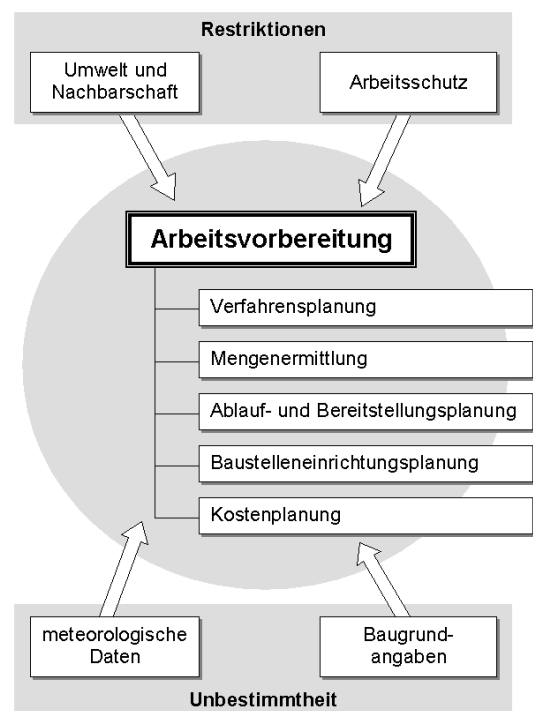 Restriktionen
Umwelt und
Nachbarschaft
Arbeitsschutz
Arbeitsvorbereitung
Verfahrensplanung
Mengenermittlung
Ablauf- und Bereitstellungsplanung
Baustelleneinrichtungsplanung
Kostenplanung
meteorologische
Daten
Baugrund-
angaben
Unbestimmtheit